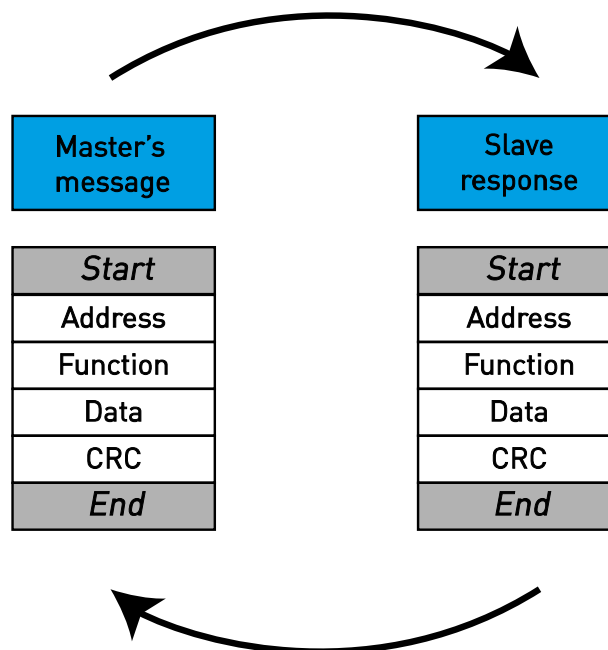 Master's
message
Slave
response
Start
Address
Function
Data
CRC
End
Start
Address
Function
Data
CRC
End